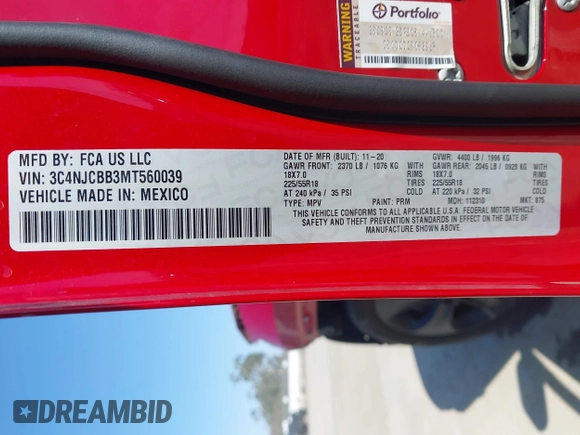 WARNING
TRACEABLE
Portfolio
MFD BY: FCA US LLC
VIN: 3C4NJCBB3MT560039
VEHICLE MADE IN: MEXICO
DATE OF MFR (BUILT): 11-20
GVWR: 4400 LB / 1996 KG
GAWR FRONT: 2370 LB / 1076 KG WITH
GAWR REAR: 2045 LB / 0928 KG WITH
18X7.0 RIMS 18X7.0 RIMS
225/55R18 TIRES 225/55R18 TIRES
AT 240 kPa / 35 PSI COLD AT 220 kPa / 32 PSI COLD
TYPE: MPV PAINT: PRM MDH: 112310 MKT: 875
THIS VEHICLE CONFORMS TO ALL APPLICABLE U.S.A. FEDERAL MOTOR VEHICLE
SAFETY AND THEFT PREVENTION STANDARDS IN EFFECT ON THE DATE OF
MANUFACTURE SHOWN ABOVE.
DREAMBID